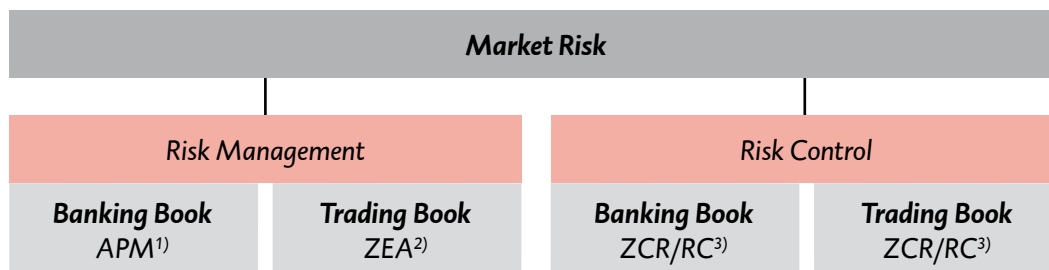 Market Risk
Risk Management
Risk Control
Banking Book
APM¹⁾
Trading Book
ZEA²⁾
Banking Book
ZCR/RC³⁾
Trading Book
ZCR/RC³⁾